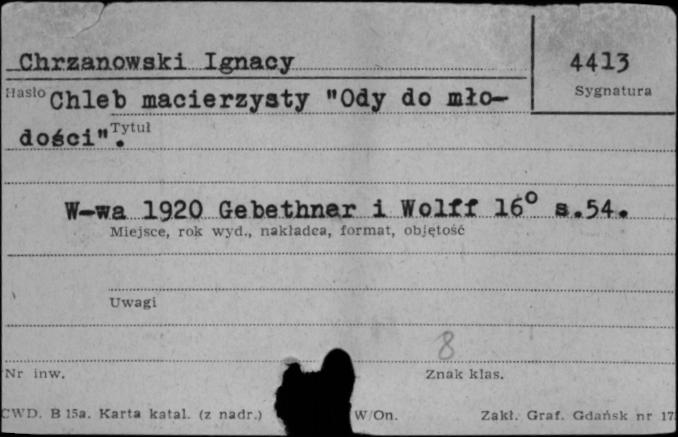 Chrzanowski Ignacy
4413
Hasło
Sygnatura
Chleb macierzysty "Ody do mło-
dości".
Tytuł
W-wa 1920 Gebethner i Wolff 16° s.54.
Miejsce, rok wyd., nakładca, format, objętość
Uwagi
8
Nr inw.
Znak klas.
CWD. B 15a. Karta katal. (z nadr.)
W/On.
Zakł. Graf. Gdańsk nr 17